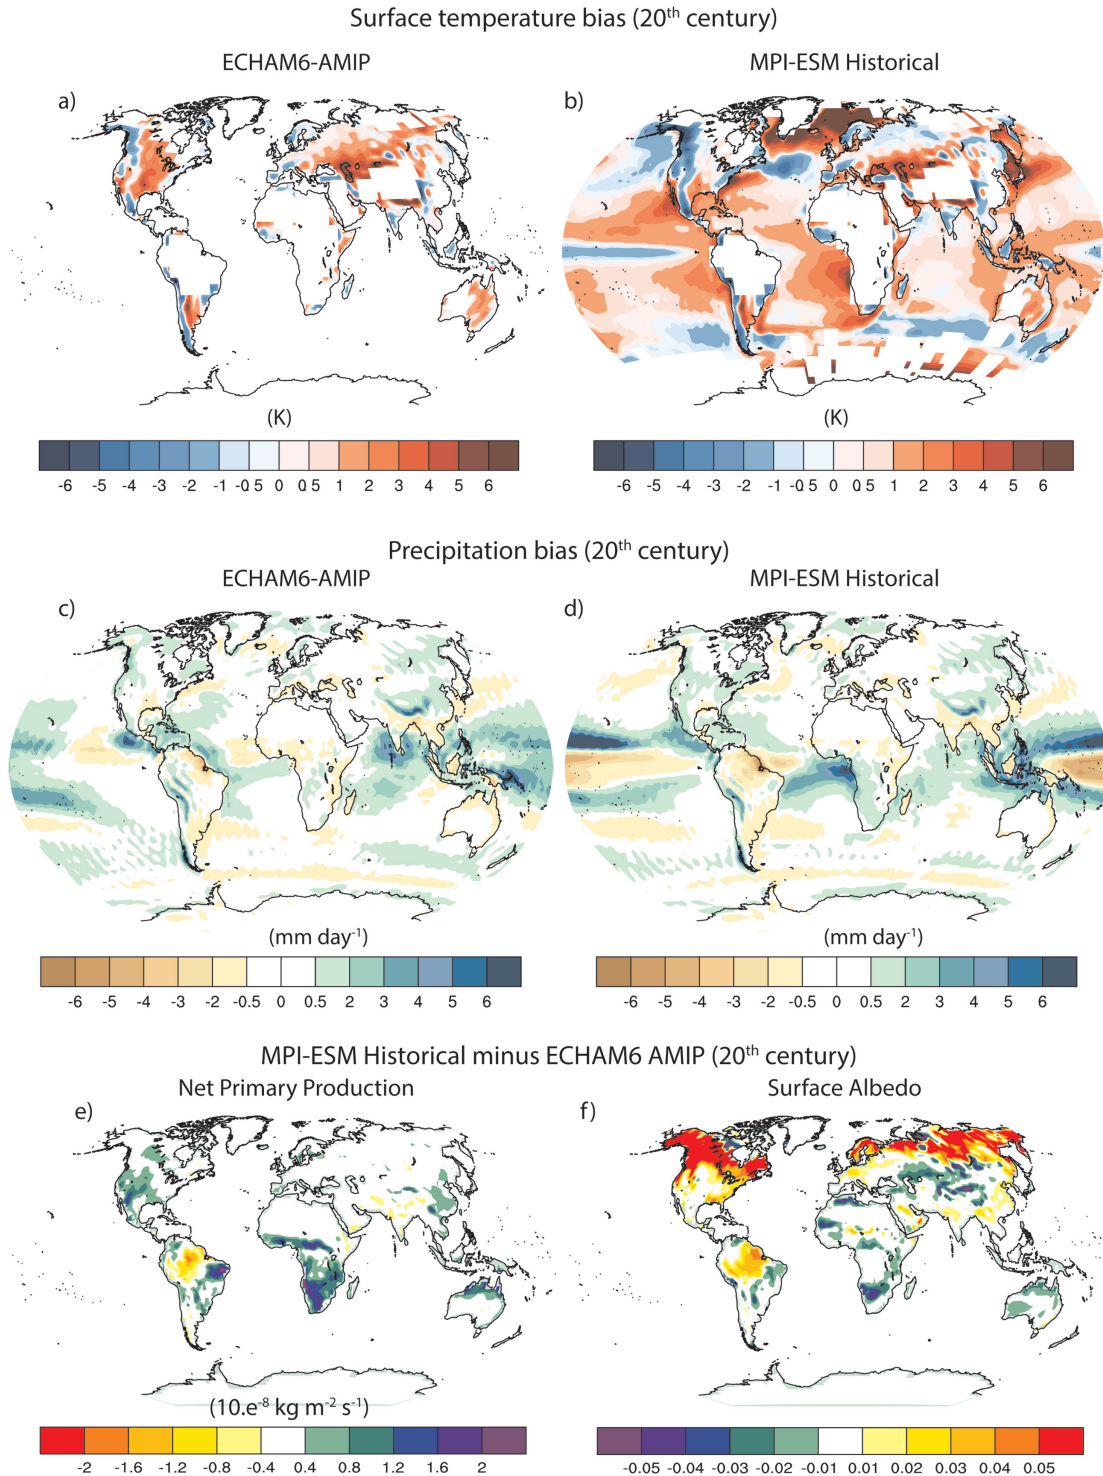 Surface temperature bias (20th century)
ECHAM6-AMIP
MPI-ESM Historical
a)
b)
(K)
(K)
-6 -5 -4 -3 -2 -1 -0.5 0 0.5 1 2 3 4 5 6
-6 -5 -4 -3 -2 -1 -0.5 0 0.5 1 2 3 4 5 6
Precipitation bias (20th century)
ECHAM6-AMIP
MPI-ESM Historical
c)
d)
(mm day-1)
(mm day-1)
-6 -5 -4 -3 -2 -0.5 0 0.5 2 3 4 5 6
-6 -5 -4 -3 -2 -0.5 0 0.5 2 3 4 5 6
MPI-ESM Historical minus ECHAM6 AMIP (20th century)
Net Primary Production
Surface Albedo
e)
f)
(10.e-8 kg m-2 s-1)
-2 -1.6 -1.2 -0.8 -0.4 0.4 0.8 1.2 1.6 2
-0.05 -0.04 -0.03 -0.02 -0.01 0.01 0.02 0.03 0.04 0.05